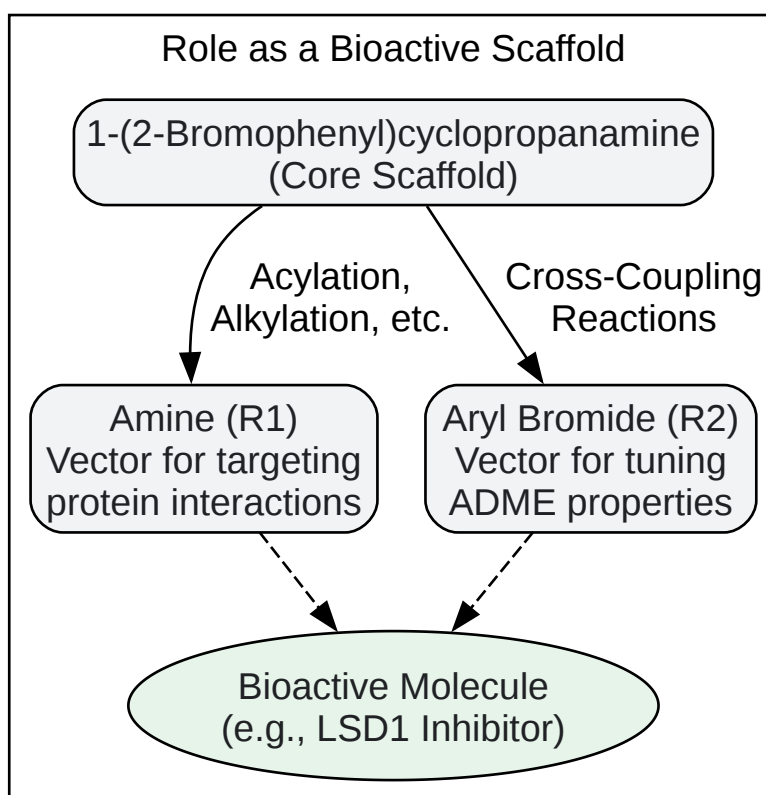 Role as a Bioactive Scaffold
1-(2-Bromophenyl)cyclopropanamine
(Core Scaffold)
Acylation,
Alkylation, etc.
Cross-Coupling
Reactions
Amine (R1)
Vector for targeting
protein interactions
Aryl Bromide (R2)
Vector for tuning
ADME properties
Bioactive Molecule
(e.g., LSD1 Inhibitor)